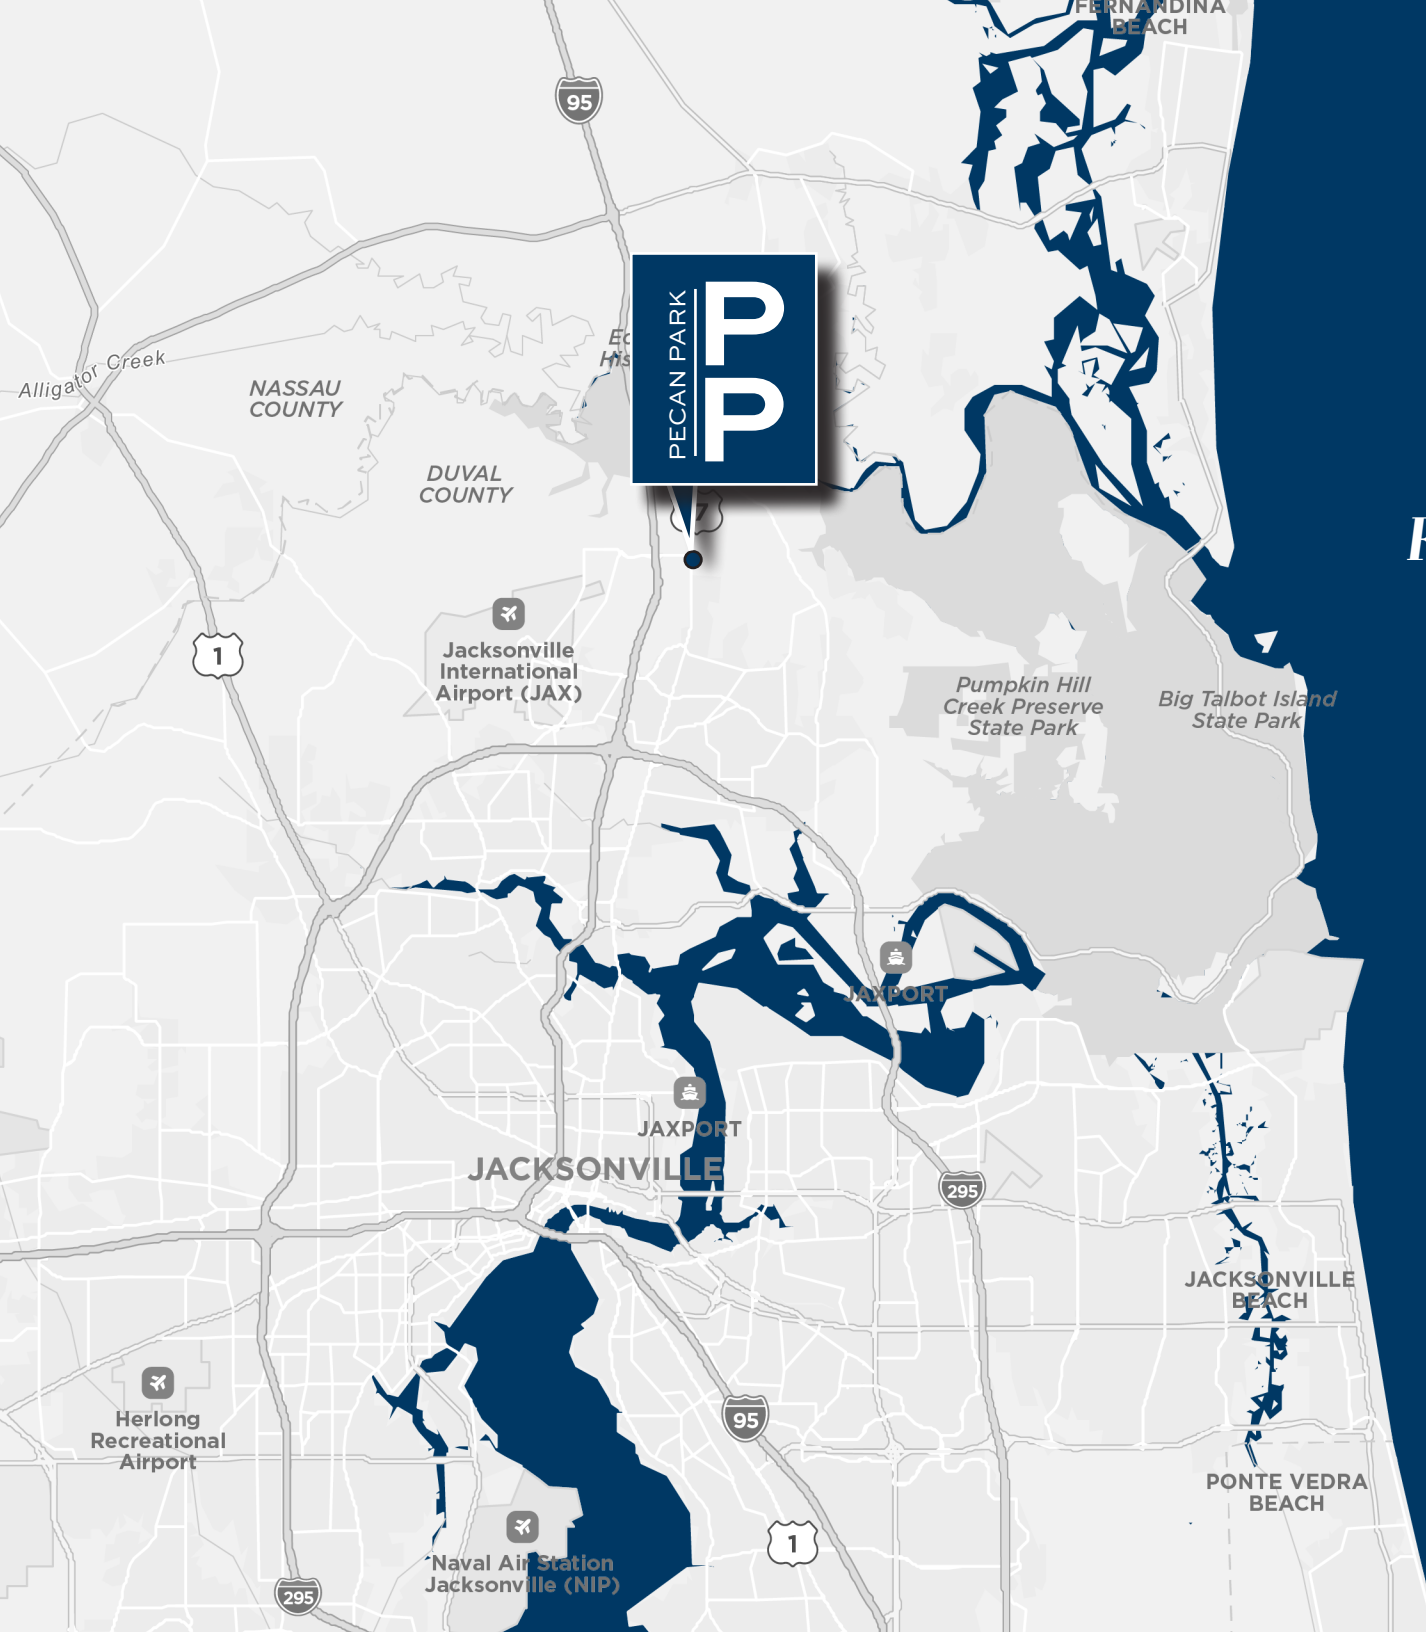 FERNANDINA
BEACH
95
PECAN PARK
PP
Alligator Creek
NASSAU
COUNTY
DUVAL
COUNTY
1
Jacksonville
International
Airport (JAX)
Pumpkin Hill
Creek Preserve
State Park
Big Talbot Island
State Park
JAXPORT
JAXPORT
JACKSONVILLE
295
JACKSONVILLE
BEACH
Herlong
Recreational
Airport
95
PONTE VEDRA
BEACH
1
Naval Air Station
Jacksonville (NIP)
295